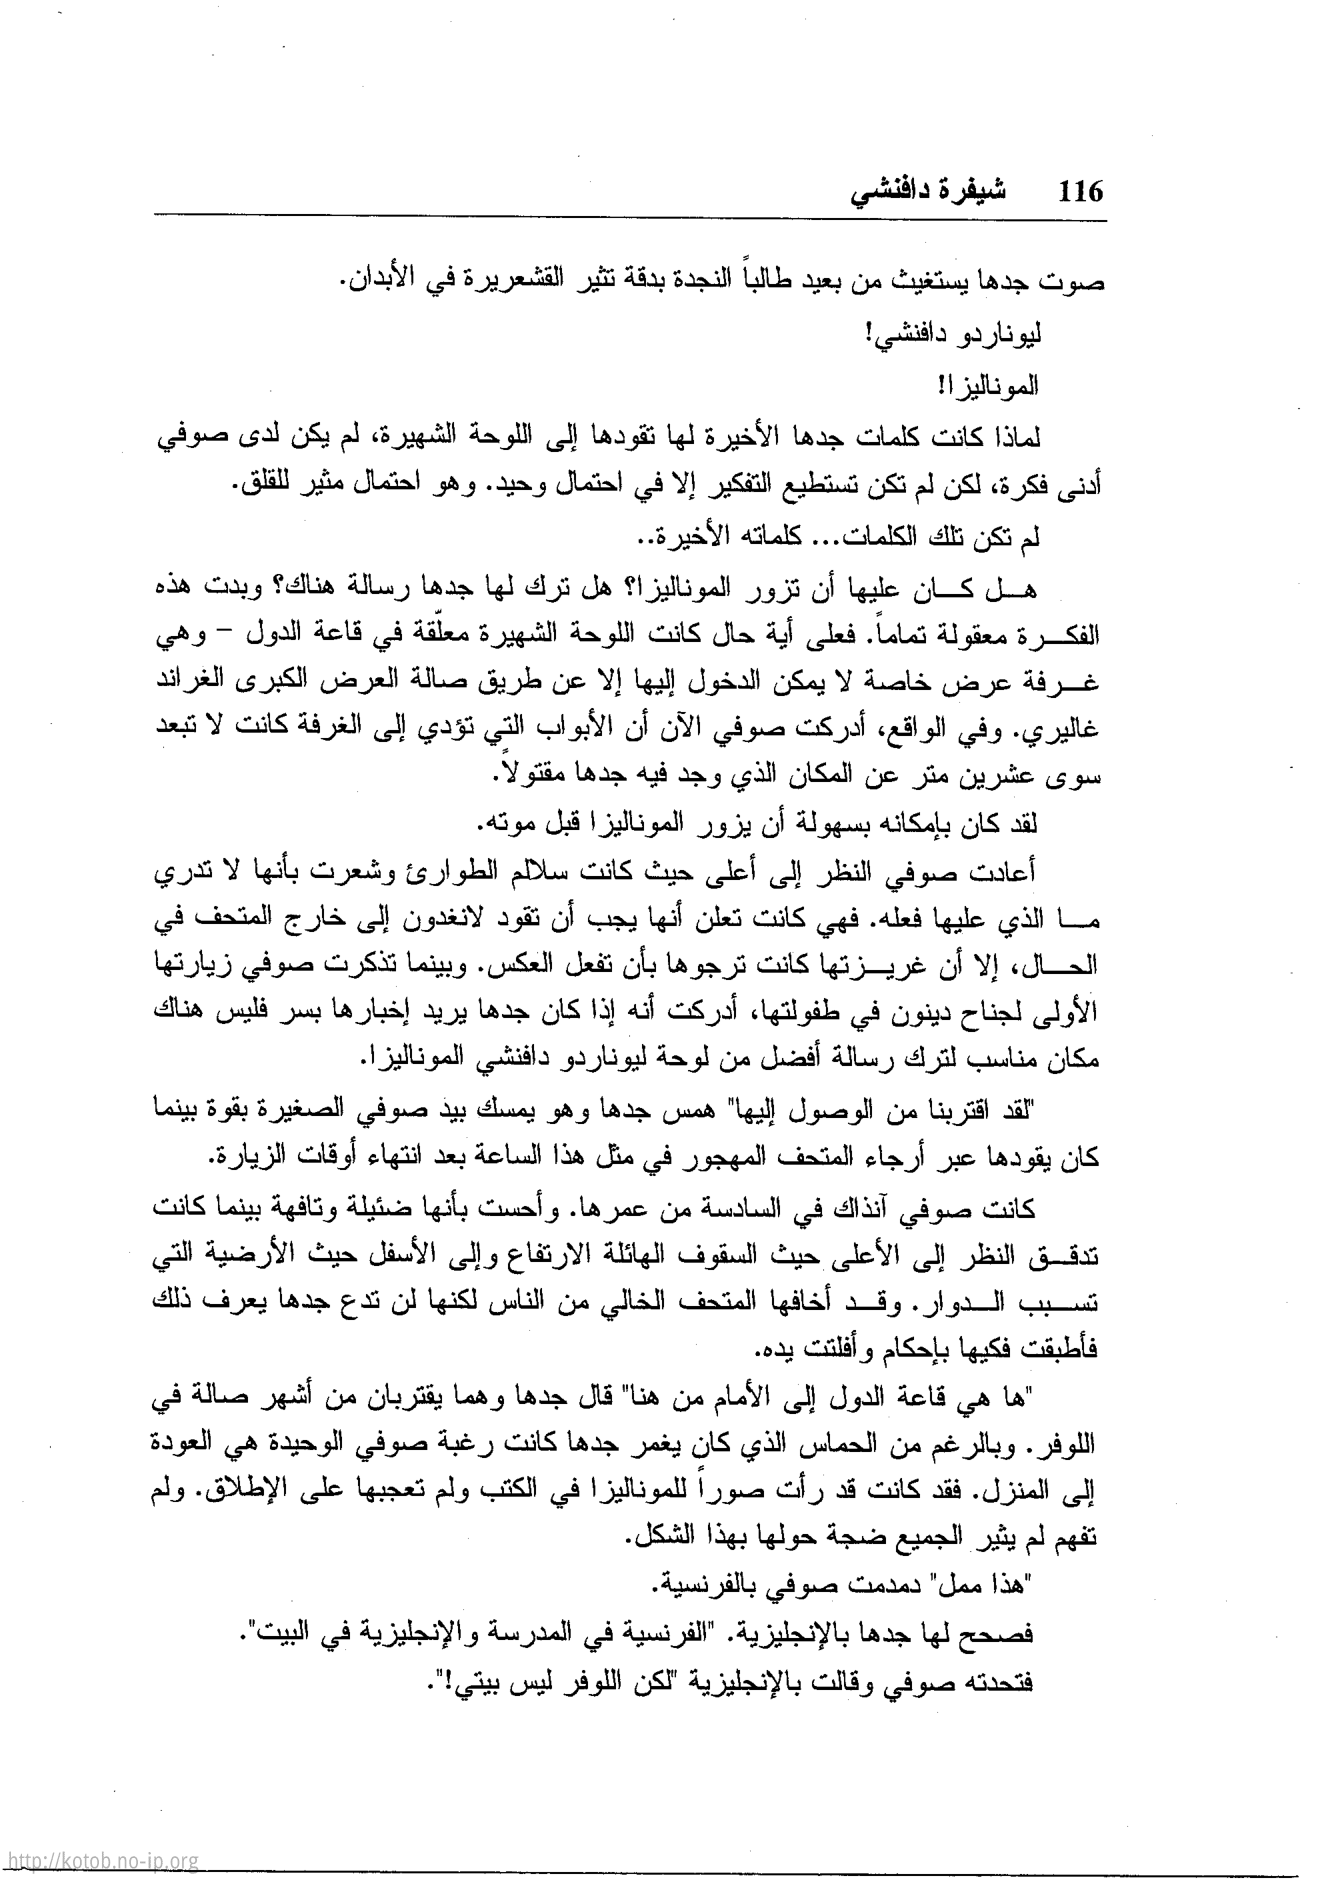 116 شيفرة دافنشي
صوت جدها يستغيث من بعيد طالباً النجدة بدقة تثير القشعريرة في الأبدان.
ليوناردو دافنشي!
الموناليزا!
لماذا كانت كلمات جدها الأخيرة لها تقودها إلى اللوحة الشهيرة، لم يكن لدى صوفي
أدنى فكرة، لكن لم تكن تستطيع التفكير إلا في احتمال وحيد. وهو احتمال مثير للقلق.
لم تكن تلك الكلمات... كلماته الأخيرة..
هل كان عليها أن تزور الموناليزا؟ هل ترك لها جدها رسالة هناك؟ وبدت هذه
الفكرة معقولة تماماً. فعلى أية حال كانت اللوحة الشهيرة معلّقة في قاعة الدول – وهي
غرفة عرض خاصة لا يمكن الدخول إليها إلا عن طريق صالة العرض الكبرى الغراند
غاليري. وفي الواقع، أدركت صوفي الآن أن الأبواب التي تؤدي إلى الغرفة كانت لا تبعد
سوى عشرين متر عن المكان الذي وجد فيه جدها مقتولاً.
لقد كان بإمكانه بسهولة أن يزور الموناليزا قبل موته.
أعادت صوفي النظر إلى أعلى حيث كانت سلالم الطوارئ وشعرت بأنها لا تدري
ما الذي عليها فعله. فهي كانت تعلن أنها يجب أن تقود لانغدون إلى خارج المتحف في
الحال، إلا أن غريزتها كانت ترجوها بأن تفعل العكس. وبينما تذكرت صوفي زيارتها
الأولى لجناح دينون في طفولتها، أدركت أنه إذا كان جدها يريد إخبارها بسر فليس هناك
مكان مناسب لترك رسالة أفضل من لوحة ليوناردو دافنشي الموناليزا.
"لقد اقتربنا من الوصول إليها" همس جدها وهو يمسك بيد صوفي الصغيرة بقوة بينما
كان يقودها عبر أرجاء المتحف المهجور في مثل هذا الساعة بعد انتهاء أوقات الزيارة.
كانت صوفي آنذاك في السادسة من عمرها. وأحست بأنها ضئيلة وتافهة بينما كانت
تدقق النظر إلى الأعلى حيث السقوف الهائلة الارتفاع وإلى الأسفل حيث الأرضية التي
تسبب الدوار. وقد أخافها المتحف الخالي من الناس لكنها لن تدع جدها يعرف ذلك
فأطبقت فكيها بإحكام وأفلتت يده.
"ها هي قاعة الدول إلى الأمام من هنا" قال جدها وهما يقتربان من أشهر صالة في
اللوفر. وبالرغم من الحماس الذي كان يغمر جدها كانت رغبة صوفي الوحيدة هي العودة
إلى المنزل. فقد كانت قد رأت صوراً للموناليزا في الكتب ولم تعجبها على الإطلاق. ولم
تفهم لم يثير الجميع ضجة حولها بهذا الشكل.
"هذا ممل" دمدمت صوفي بالفرنسية.
فصحح لها جدها بالإنجليزية. "الفرنسية في المدرسة والإنجليزية في البيت".
فتحدته صوفي وقالت بالإنجليزية "لكن اللوفر ليس بيتي!".
http://kotob.no-ip.org